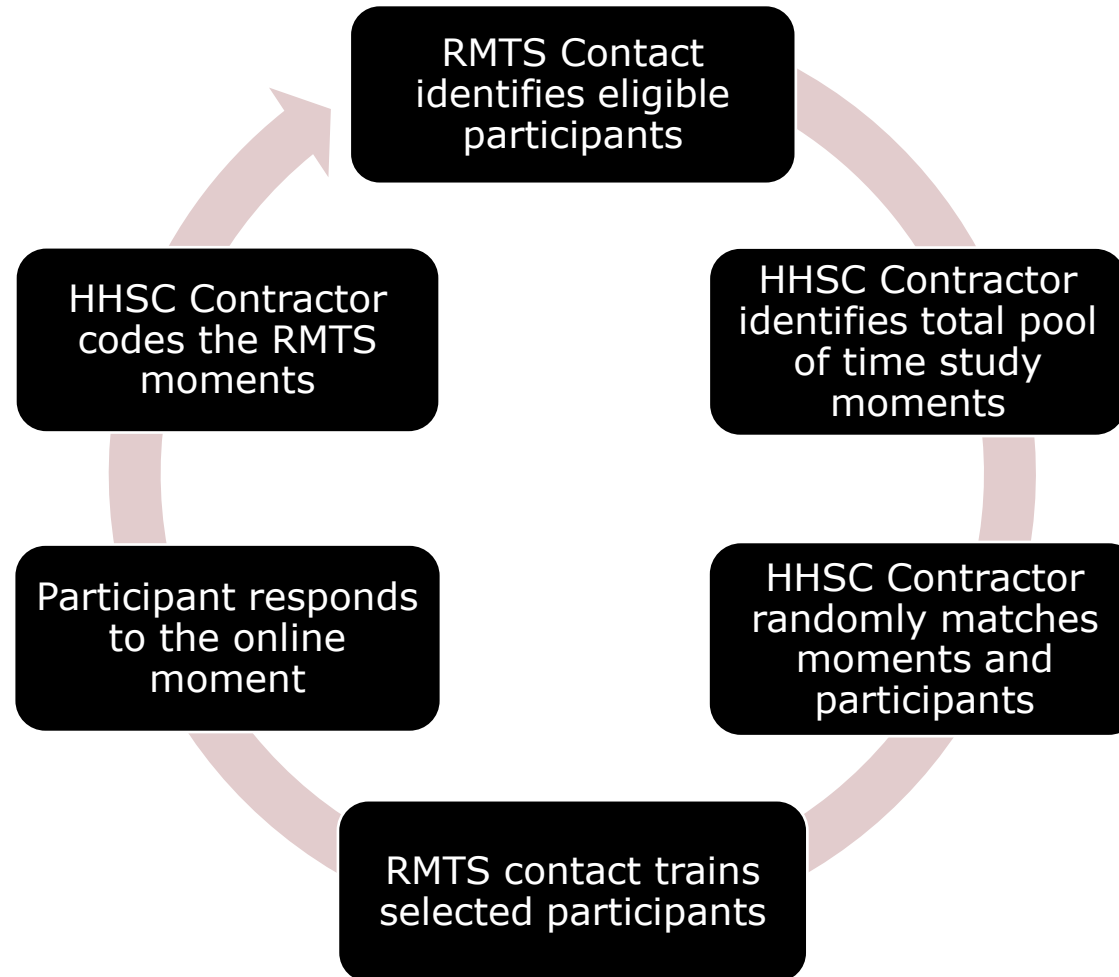 RMTS Contact
identifies eligible
participants
HHSC Contractor
identifies total pool
of time study
moments
HHSC Contractor
randomly matches
moments and
participants
RMTS contact trains
selected participants
Participant responds
to the online
moment
HHSC Contractor
codes the RMTS
moments